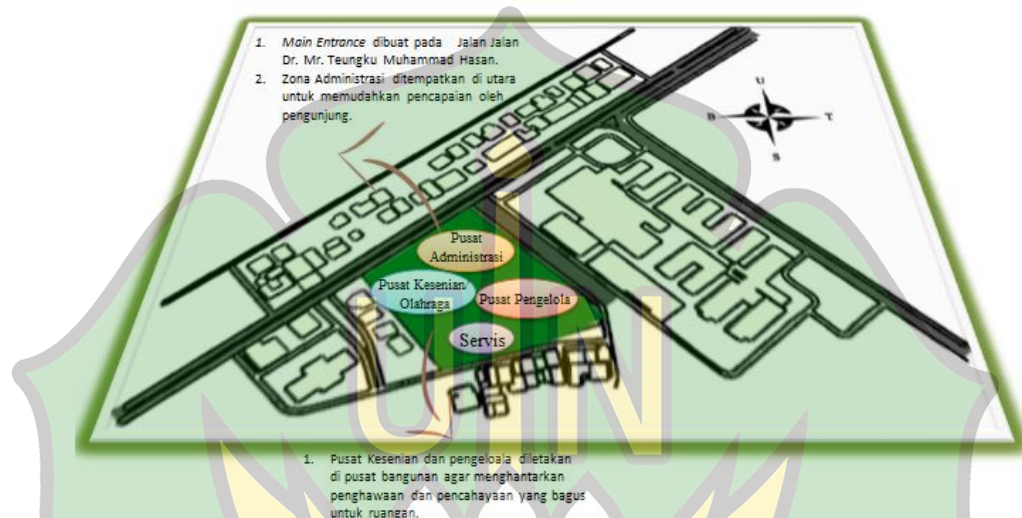 1. Main Entrance dibuat pada Jalan Jalan
Dr. Mr. Teungku Muhammad Hasan.
2. Zona Administrasi ditempatkan di utara
untuk memudahkan pencapaian oleh
pengunjung.
U
B
T
S
Pusat
Administrasi
Pusat Kesenian/
Olahraga
Pusat Pengelola
Servis
1. Pusat Kesenian dan pengeloala diletakan
di pusat bangunan agar menghantarkan
penghawaan dan pencahayaan yang bagus
untuk ruangan.
UIN